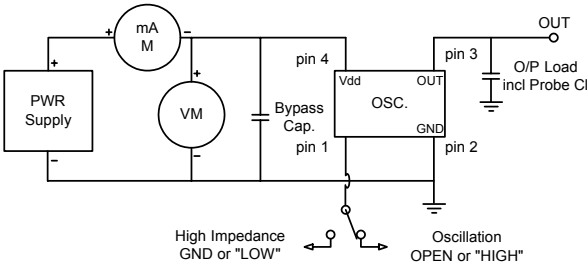 OUT
+
mA
M
-
pin 4
pin 3
+
PWR
Supply
-
+
VM
-
Bypass
Cap.
Vdd
OUT
OSC.
GND
O/P Load
incl Probe Cl
pin 1
pin 2
High Impedance
GND or "LOW"
Oscillation
OPEN or "HIGH"